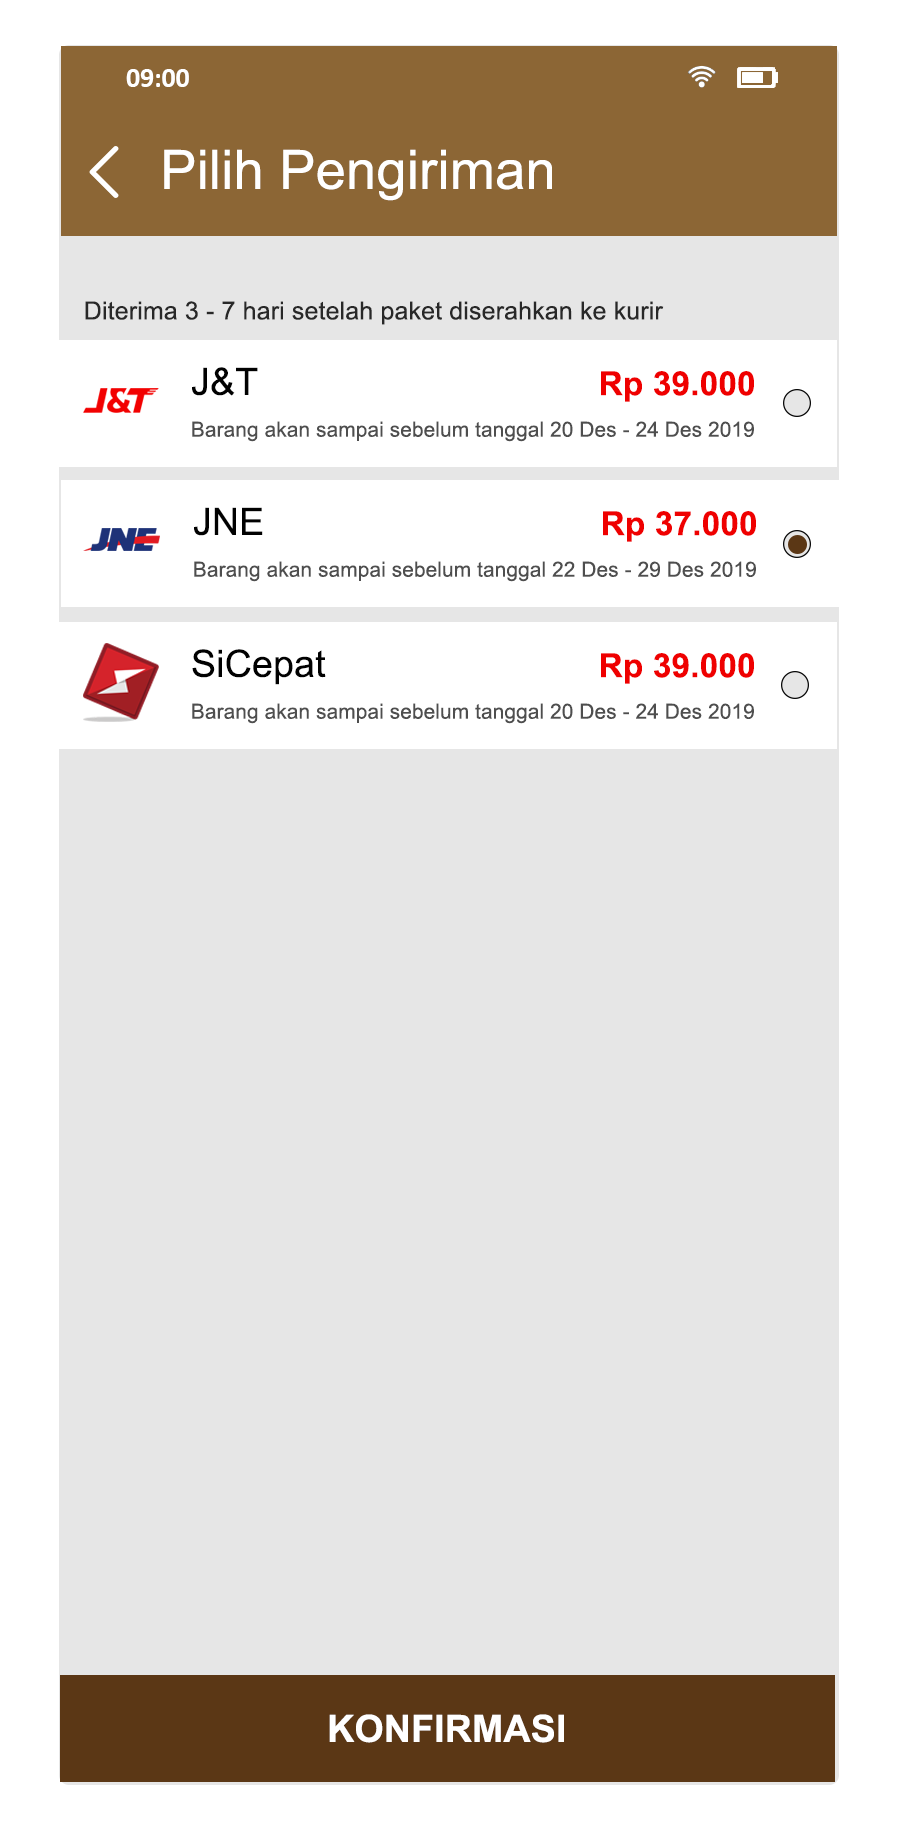 09:00
Pilih Pengiriman
Diterima 3 - 7 hari setelah paket diserahkan ke kurir
J&T
J&T
Rp 39.000
Barang akan sampai sebelum tanggal 20 Des - 24 Des 2019
JNE
JNE
Rp 37.000
Barang akan sampai sebelum tanggal 22 Des - 29 Des 2019
SiCepat
Rp 39.000
Barang akan sampai sebelum tanggal 20 Des - 24 Des 2019
KONFIRMASI